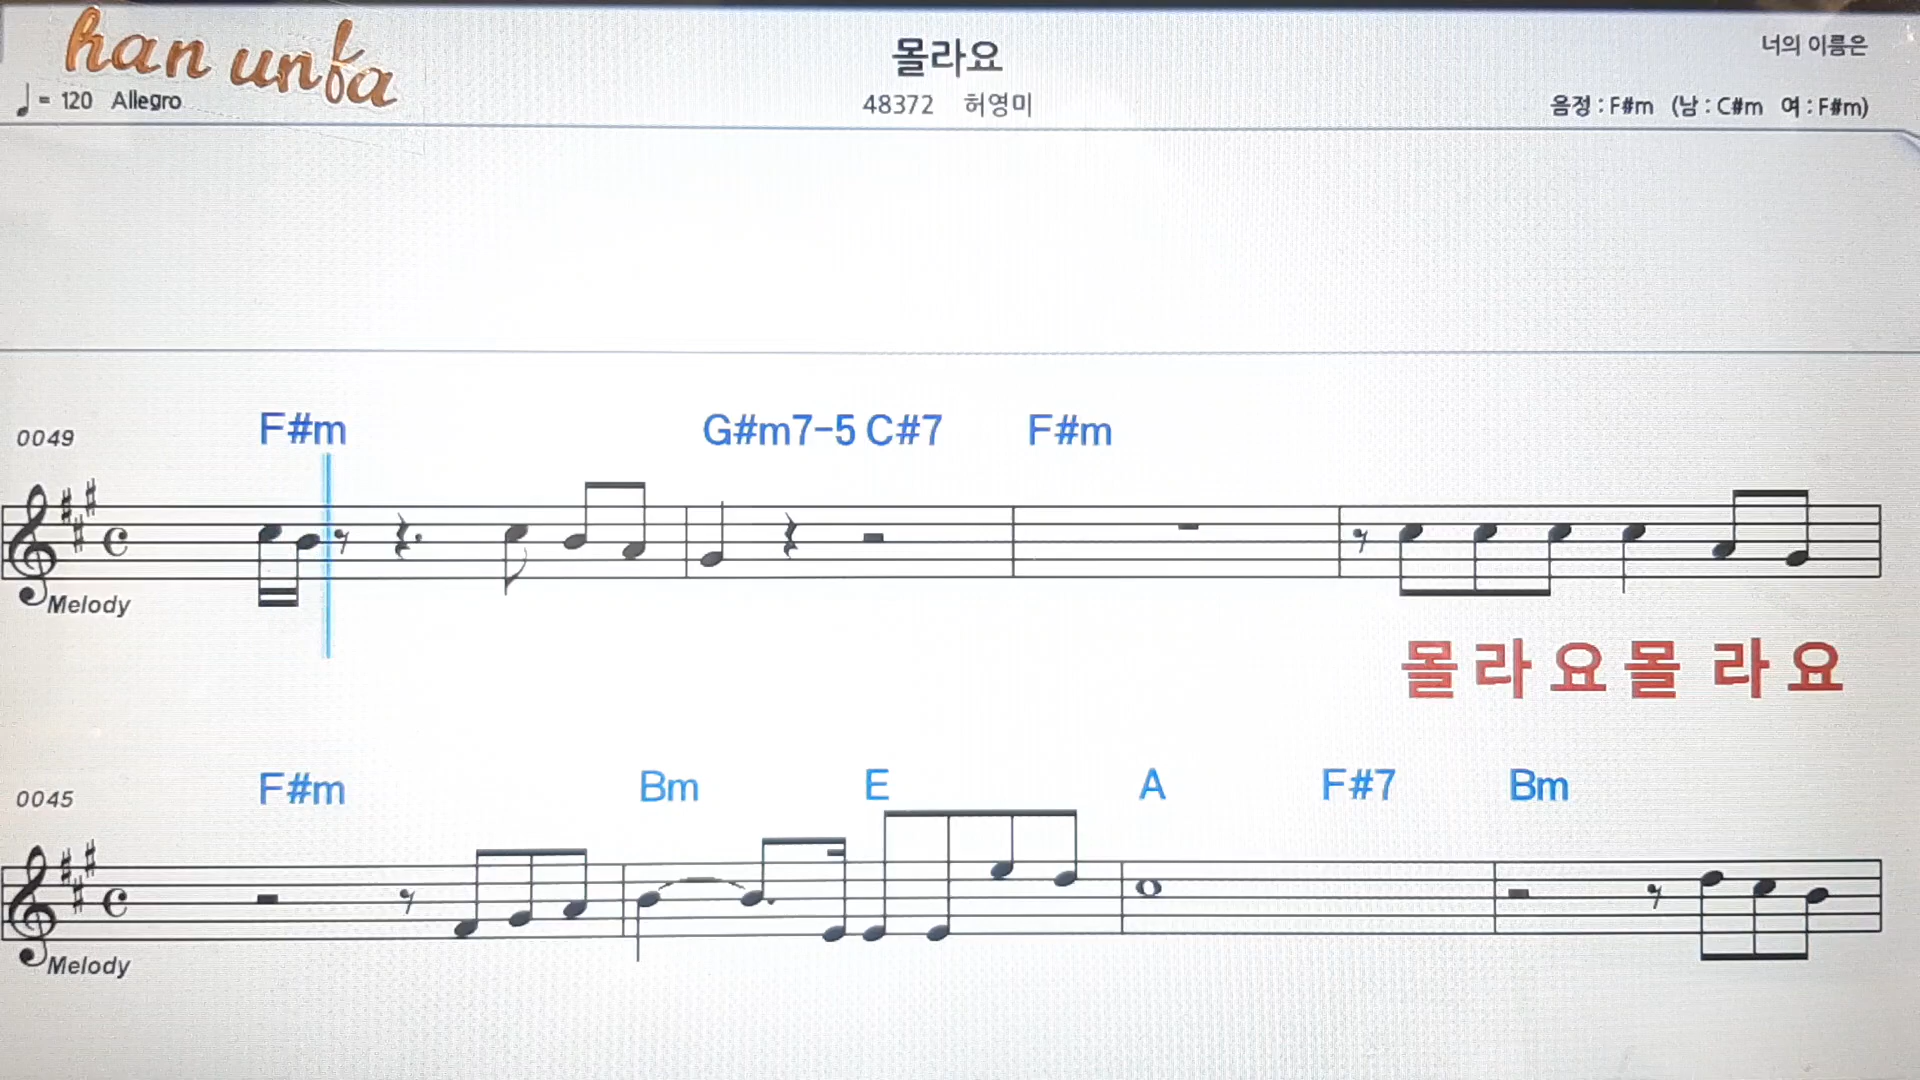 han unfa
몰라요
너의 이름은
♩ = 120 Allegro
48372 허영미
음정 : F#m (남 : C#m 여 : F#m)
0049 F#m G#m7-5 C#7 F#m
Melody
몰 라 요 몰 라 요
0045 F#m Bm E A F#7 Bm
Melody